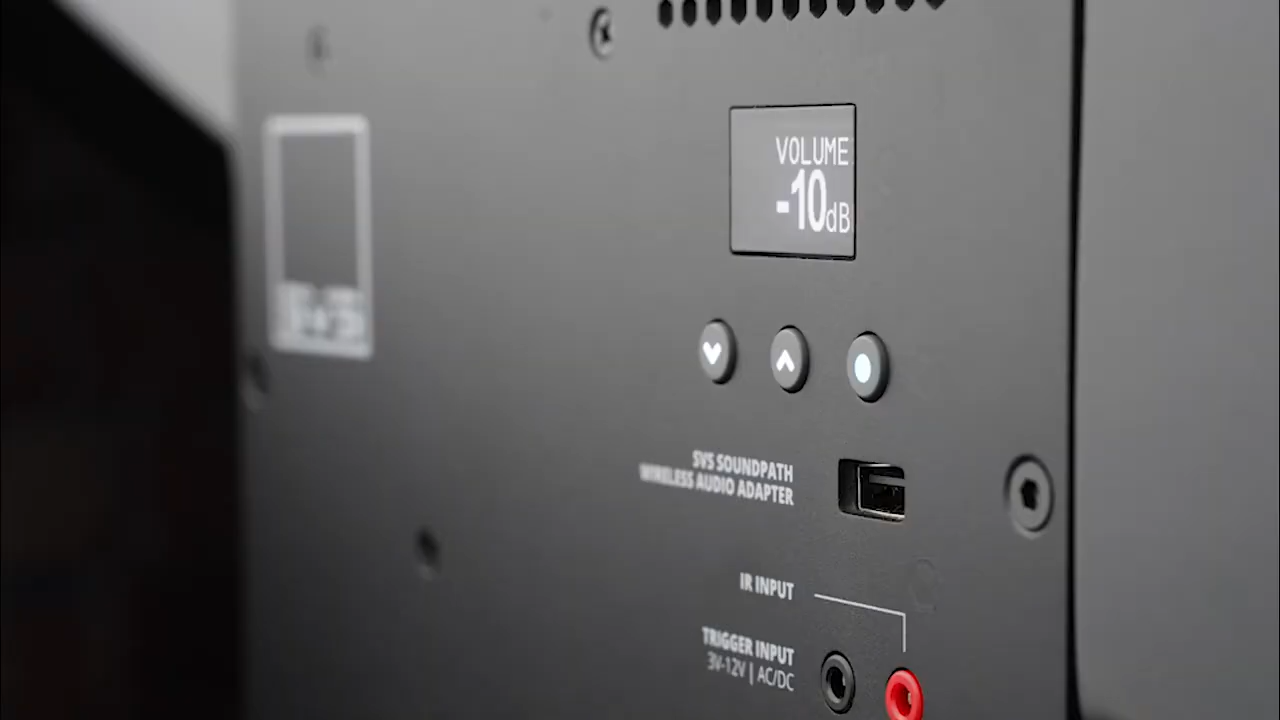 VOLUME
-10dB
SVS SOUNDPATH
WIRELESS AUDIO ADAPTER
IR INPUT
TRIGGER INPUT
3V-12V | AC/DC